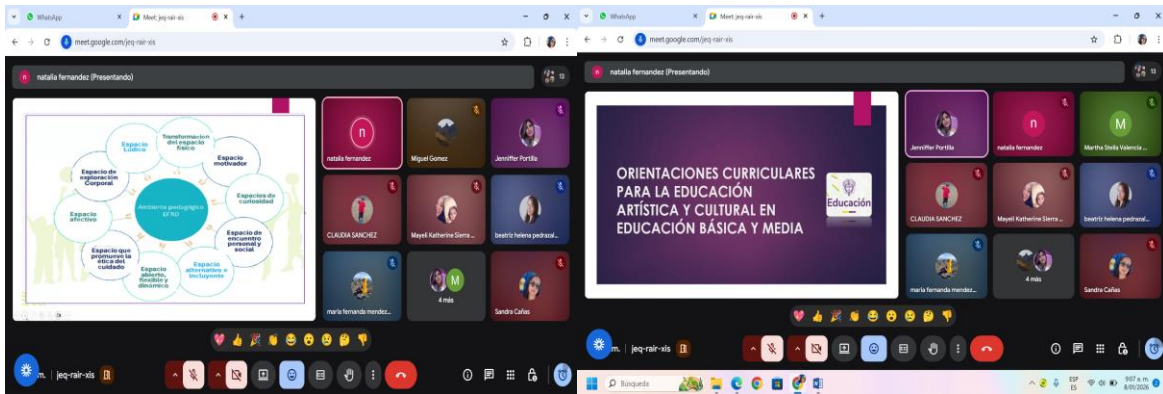 WhatsApp
Meet: jeq-rair-xis
meet.google.com/jeq-rair-xis
n natalia fernandez (Presentando)
13
Transformación
del espacio
físico
Espacio
Lúdico
Espacio
motivador
Espacio de
exploración
Corporal
Espacios de
curiosidad
Ambiente pedagógico
Espacio
afectivo
Espacio de
encuentro
personal y
social
Espacio que
promueve la
ética del
cuidado
Espacio
alternativo e
incluyente
Espacio
abierto,
flexible y
dinámico
n
natalia fernandez
Miguel Gomez
Jenniffer Portilla
CLAUDIA SANCHEZ
Mayeli Katherine Sierra ...
beatriz helena pedrazal...
maria fernanda mendez...
M
4 más
Sandra Cañas
m. | jeq-rair-xis
WhatsApp
Meet: jeq-rair-xis
meet.google.com/jeq-rair-xis
n natalia fernandez (Presentando)
13
ORIENTACIONES CURRICULARES
PARA LA EDUCACIÓN
ARTÍSTICA Y CULTURAL EN
EDUCACIÓN BÁSICA Y MEDIA
Educación
Jenniffer Portilla
n
natalia fernandez
M
Martha Stella Valencia ...
CLAUDIA SANCHEZ
Mayeli Katherine Sierra ...
beatriz helena pedrazal...
maria fernanda mendez...
4 más
Sandra Cañas
m. | jeq-rair-xis
Búsqueda
ESP
ES
9:07 a. m.
8/01/2026